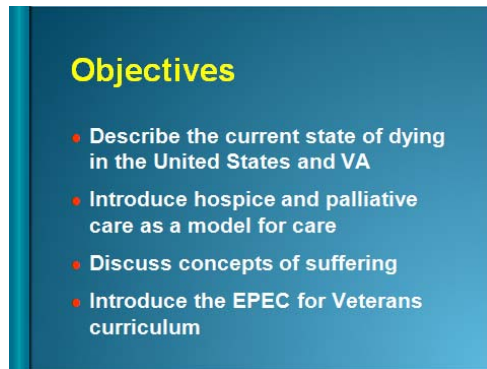 Objectives
Describe the current state of dying
in the United States and VA
Introduce hospice and palliative
care as a model for care
Discuss concepts of suffering
Introduce the EPEC for Veterans
curriculum